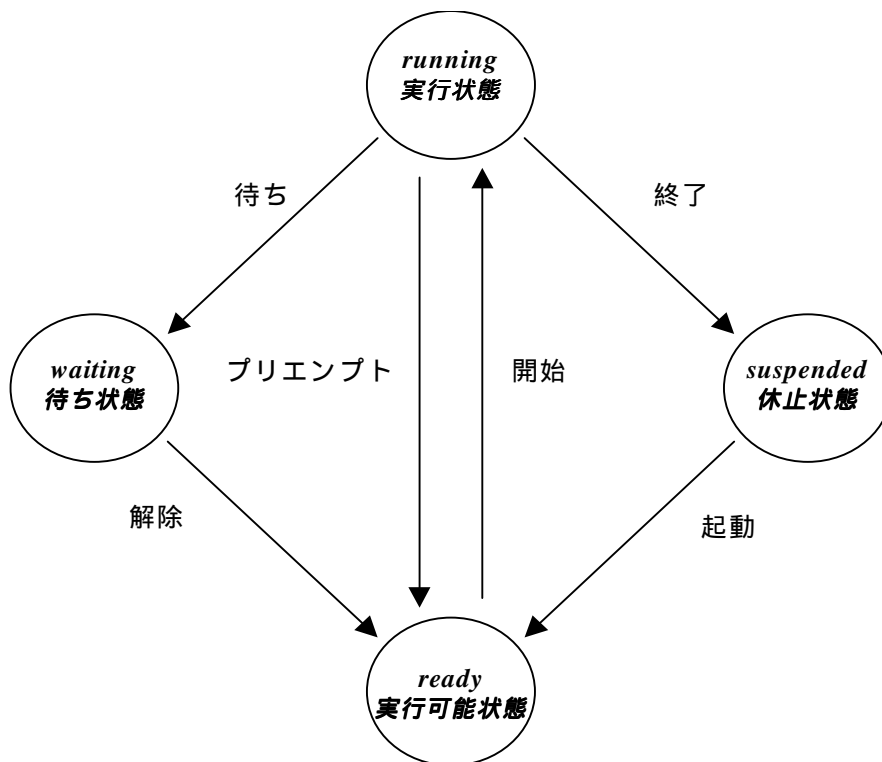 running
実行状態
待ち
終了
waiting
待ち状態
プリエンプト
開始
suspended
休止状態
解除
起動
ready
実行可能状態